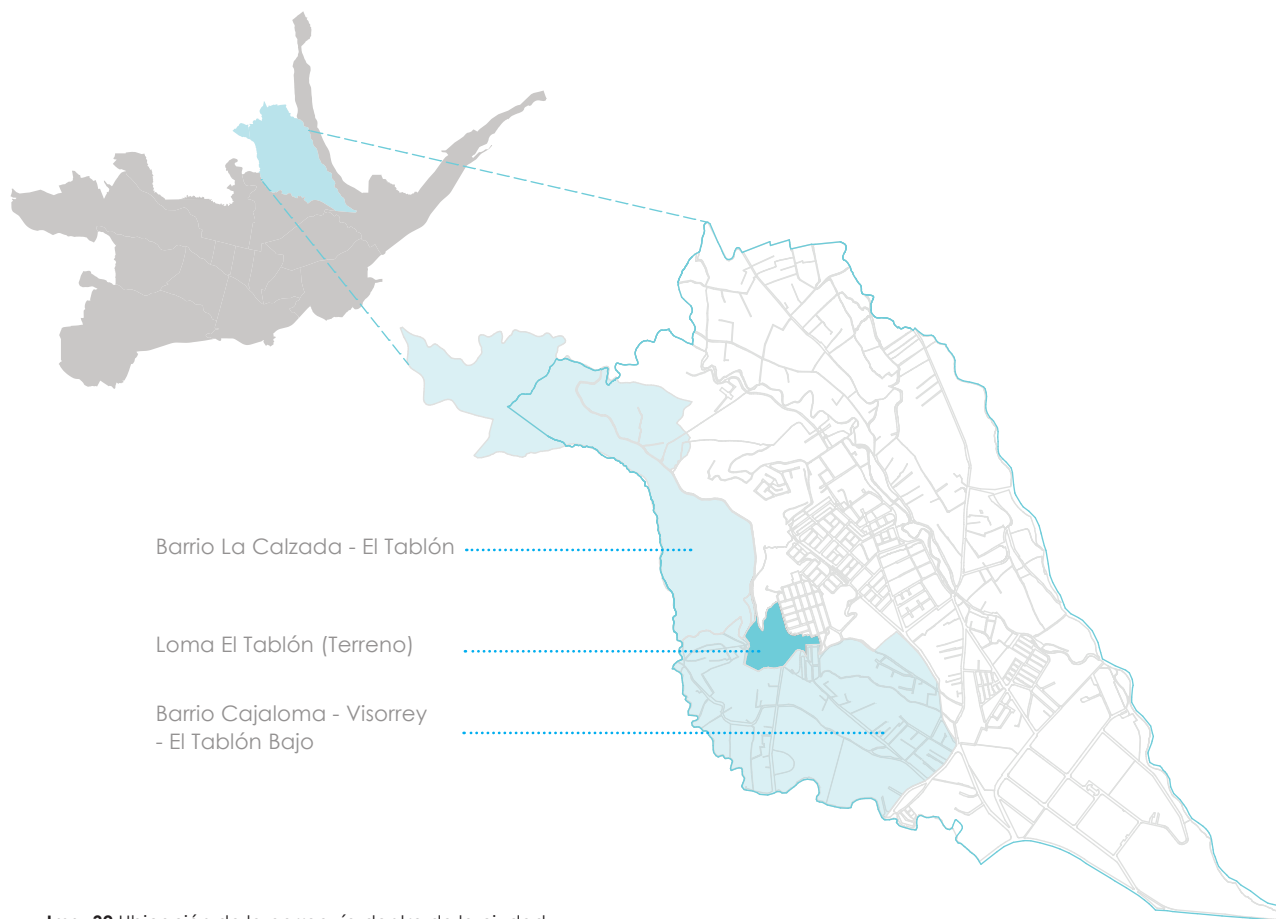 Barrio La Calzada - El Tablón
Loma El Tablón (Terreno)
Barrio Cajaloma - Visorrey
- El Tablón Bajo